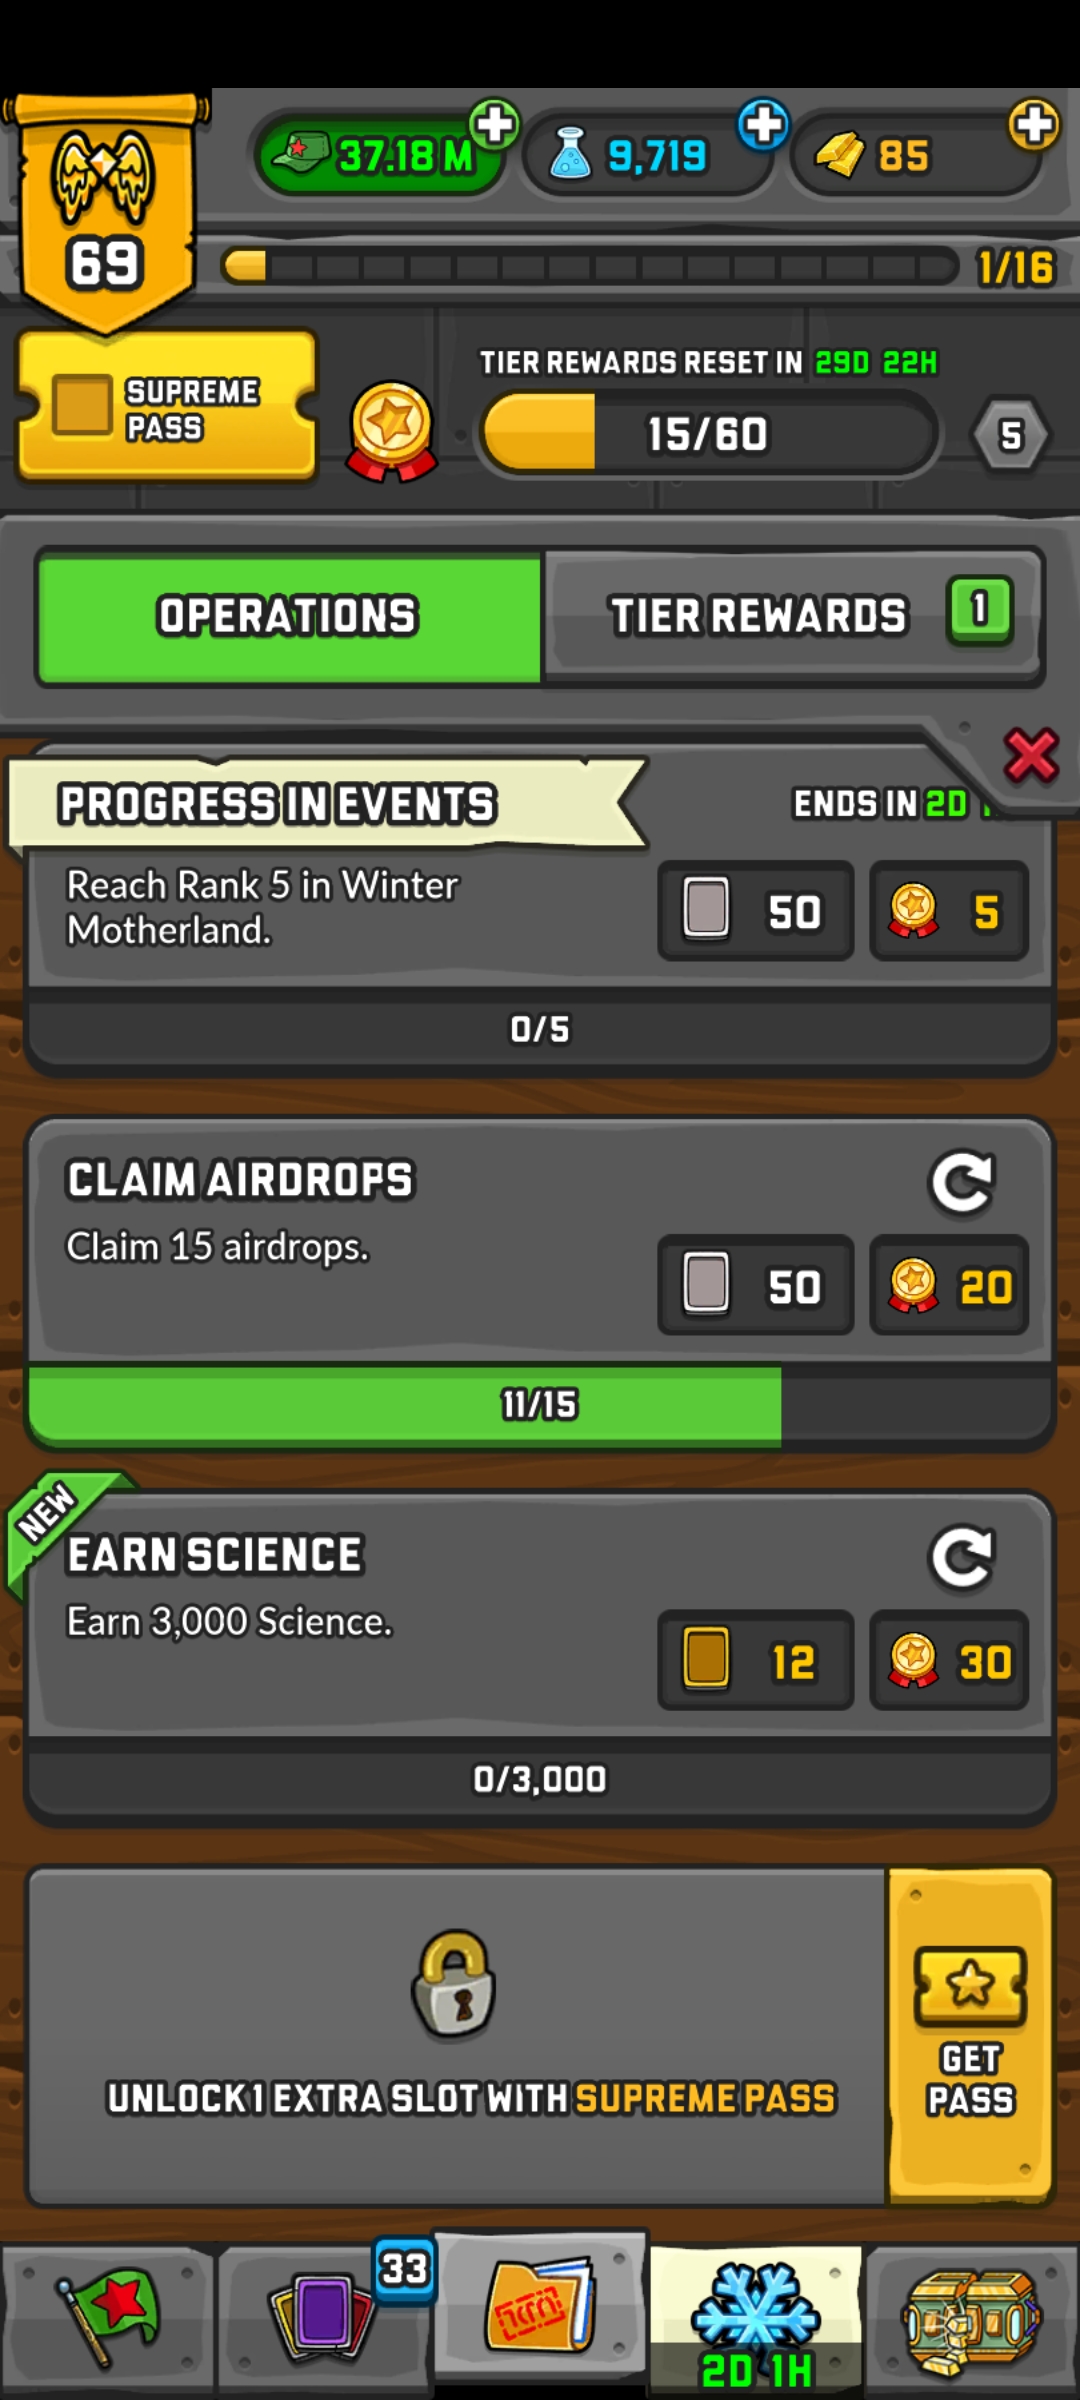 37.18 M
9,719
85
69
1/16
SUPREME
PASS
TIER REWARDS RESET IN 29D 22H
15/60
5
OPERATIONS
TIER REWARDS
1
PROGRESS IN EVENTS
ENDS IN 2D
Reach Rank 5 in Winter
Motherland.
50
5
0/5
CLAIM AIRDROPS
Claim 15 airdrops.
50
20
11/15
NEW
EARN SCIENCE
Earn 3,000 Science.
12
30
0/3,000
UNLOCK 1 EXTRA SLOT WITH SUPREME PASS
GET
PASS
33
2D 1H